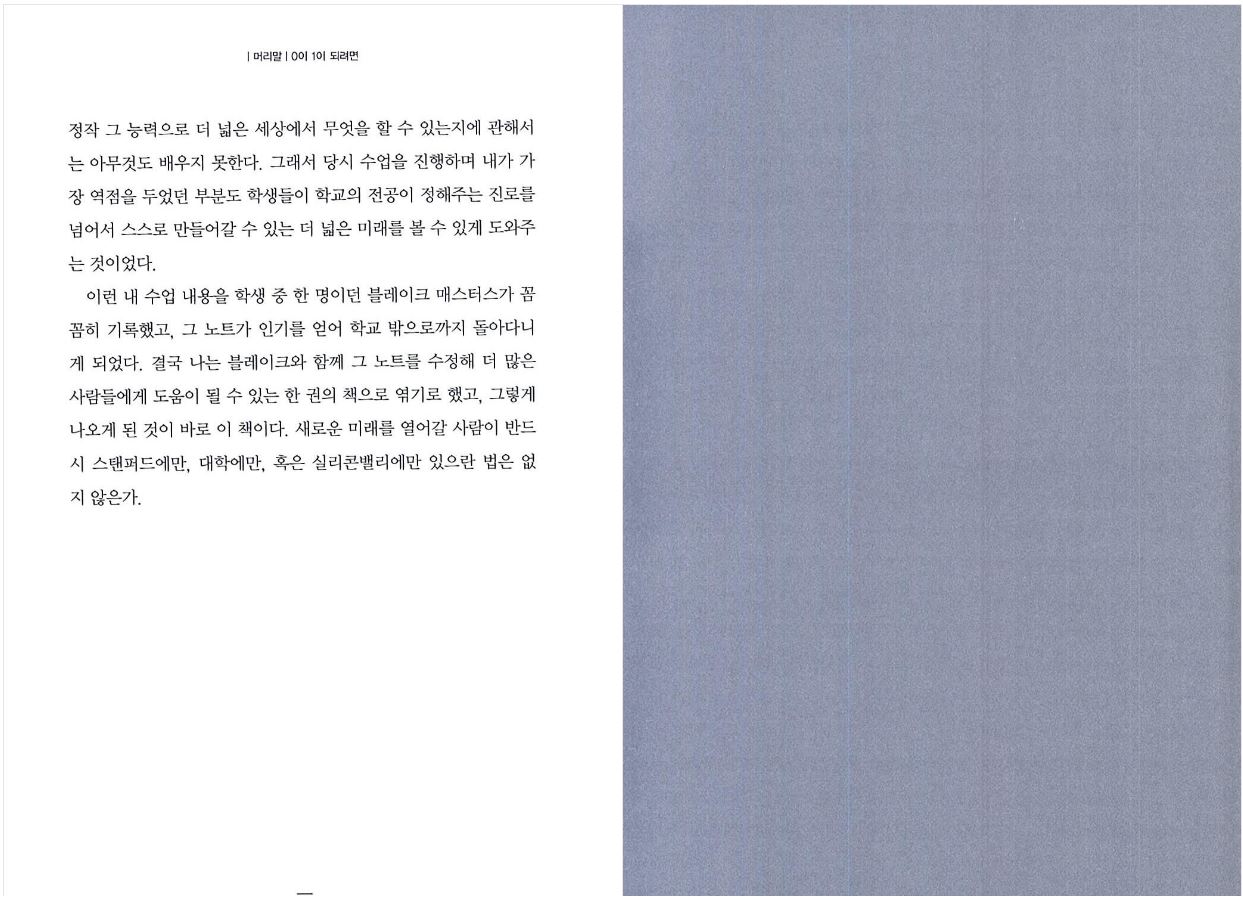 | 머리말 | 0이 1이 되려면
정작 그 능력으로 더 넓은 세상에서 무엇을 할 수 있는지에 관해서
는 아무것도 배우지 못한다. 그래서 당시 수업을 진행하며 내가 가
장 역점을 두었던 부분도 학생들이 학교의 전공이 정해주는 진로를
넘어서 스스로 만들어갈 수 있는 더 넓은 미래를 볼 수 있게 도와주
는 것이었다.
이런 내 수업 내용을 학생 중 한 명이던 블레이크 매스터스가 꼼
꼼히 기록했고, 그 노트가 인기를 얻어 학교 밖으로까지 돌아다니
게 되었다. 결국 나는 블레이크와 함께 그 노트를 수정해 더 많은
사람들에게 도움이 될 수 있는 한 권의 책으로 엮기로 했고, 그렇게
나오게 된 것이 바로 이 책이다. 새로운 미래를 열어갈 사람이 반드
시 스탠퍼드에만, 대학에만, 혹은 실리콘밸리에만 있으란 법은 없
지 않은가.